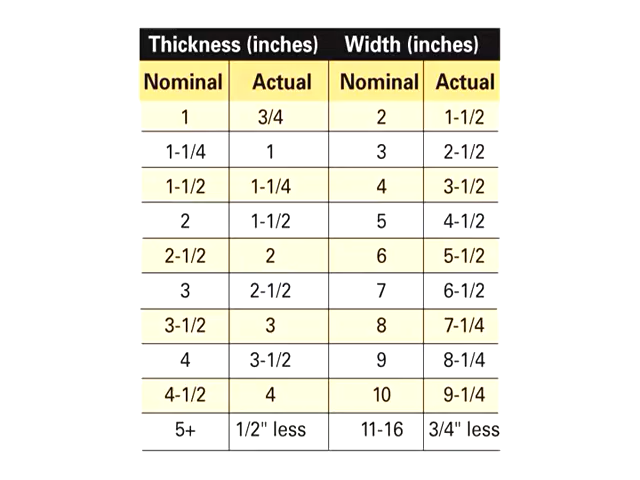 Thickness (inches) Width (inches)
Nominal Actual Nominal Actual
1 3/4 2 1-1/2
1-1/4 1 3 2-1/2
1-1/2 1-1/4 4 3-1/2
2 1-1/2 5 4-1/2
2-1/2 2 6 5-1/2
3 2-1/2 7 6-1/2
3-1/2 3 8 7-1/4
4 3-1/2 9 8-1/4
4-1/2 4 10 9-1/4
5+ 1/2" less 11-16 3/4" less